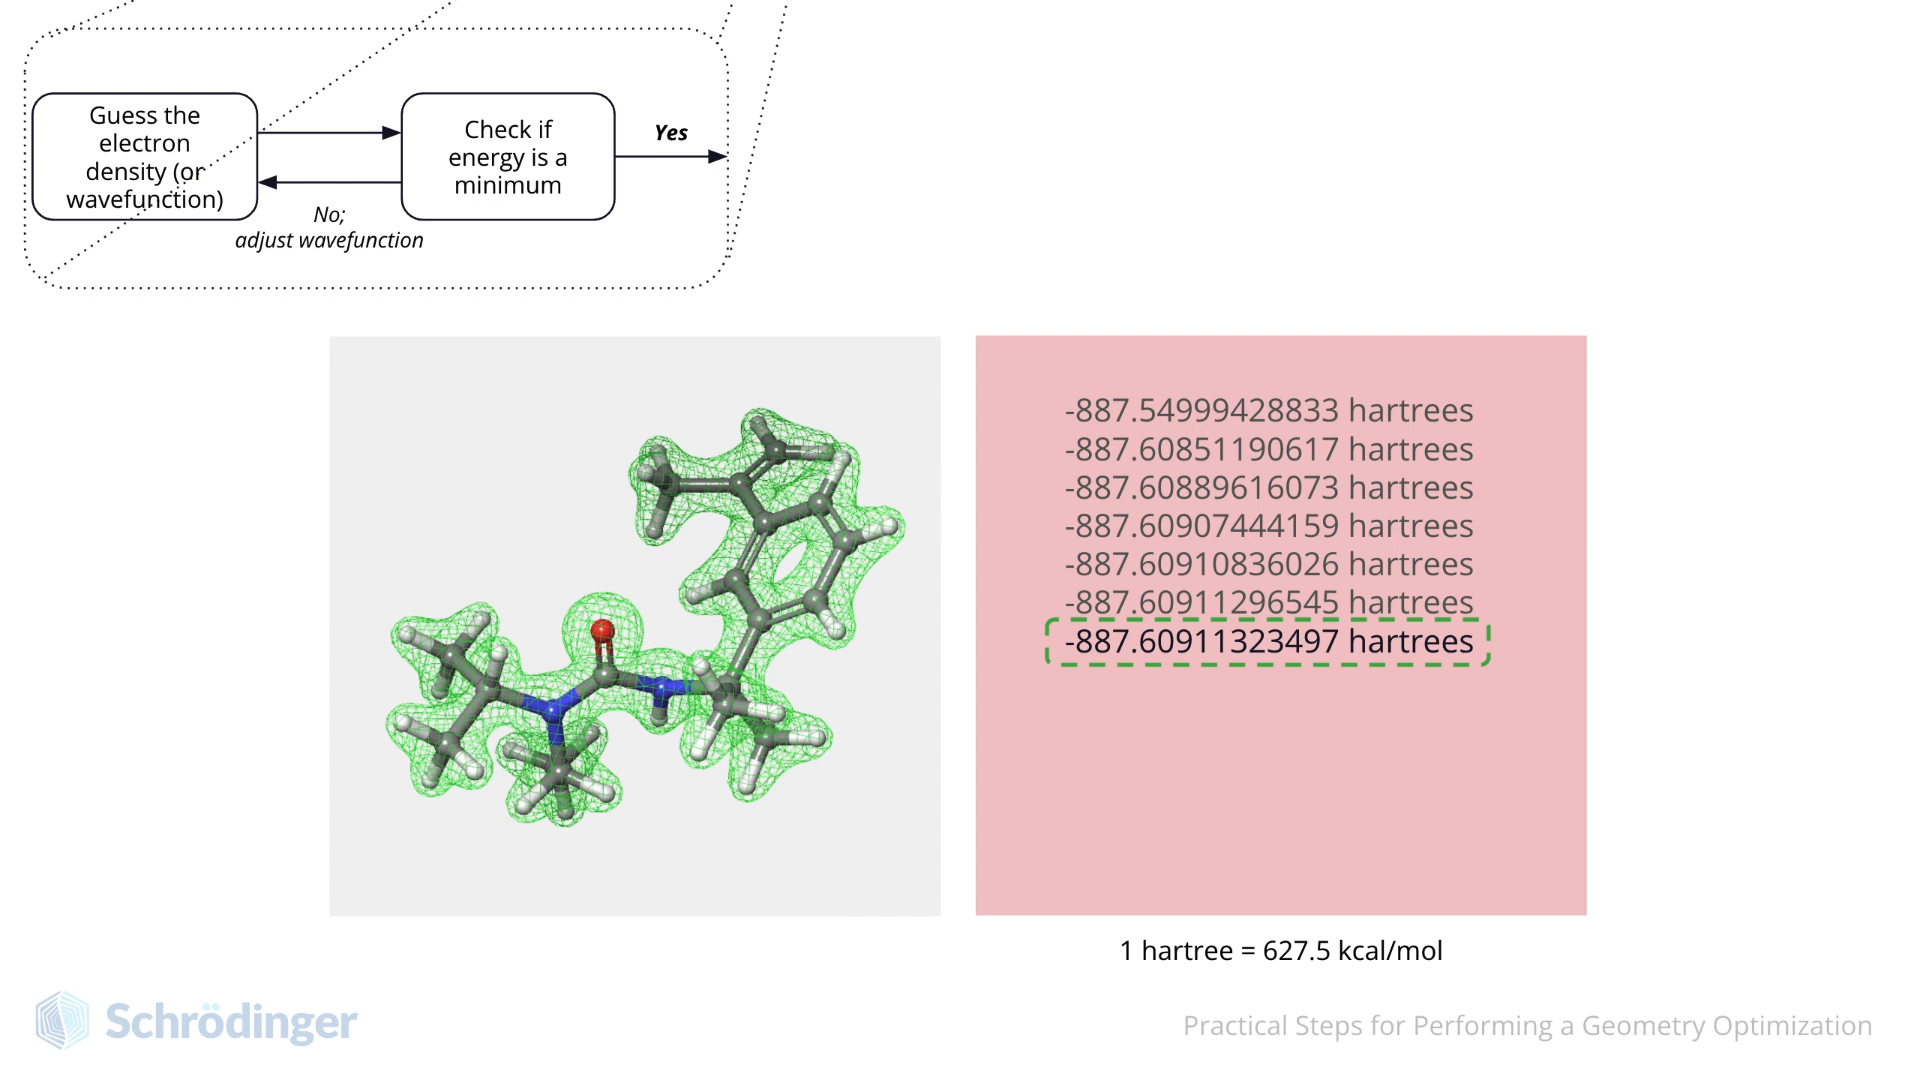 Guess the
electron
density (or
wavefunction)
Check if
energy is a
minimum
Yes
No;
adjust wavefunction
-887.54999428833 hartrees
-887.60851190617 hartrees
-887.60889616073 hartrees
-887.60907444159 hartrees
-887.60910836026 hartrees
-887.60911296545 hartrees
-887.60911323497 hartrees
1 hartree = 627.5 kcal/mol
Schrödinger
Practical Steps for Performing a Geometry Optimization